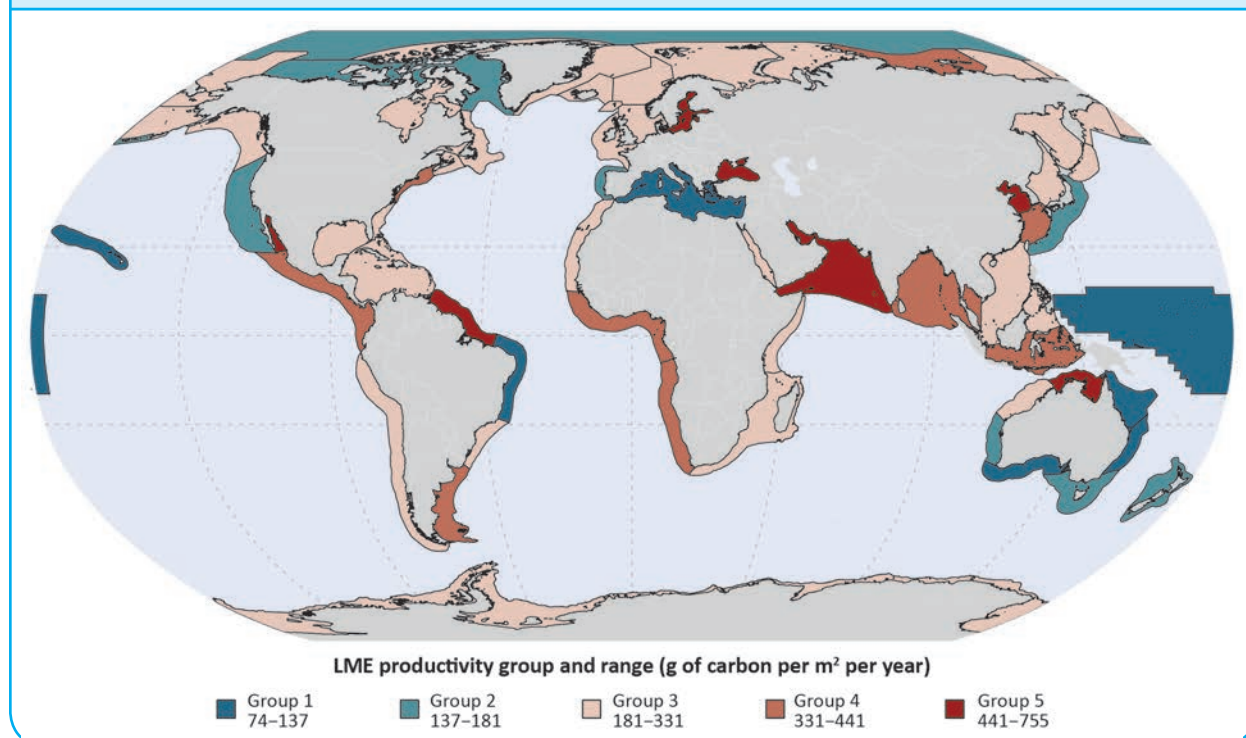 LME productivity group and range (g of carbon per m² per year)
Group 1
74–137
Group 2
137–181
Group 3
181–331
Group 4
331–441
Group 5
441–755